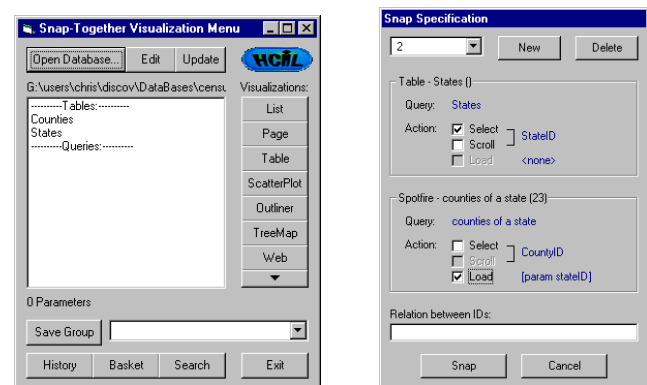 Snap-Together Visualization Menu
Open Database... Edit Update HCIL
G:\users\chris\discov\DataBases\censu Visualizations:
---------Tables:----------
Counties
States
---------Queries:----------
List
Page
Table
ScatterPlot
Outliner
TreeMap
Web
0 Parameters
Save Group
History Basket Search Exit
Snap Specification
2 New Delete
Table - States ()
Query: States
Action: Select
Scroll
StateID
Load <none>
Spotfire - counties of a state (23)
Query: counties of a state
Action: Select
Scroll
CountyID
Load [param stateID]
Relation between IDs:
Snap Cancel